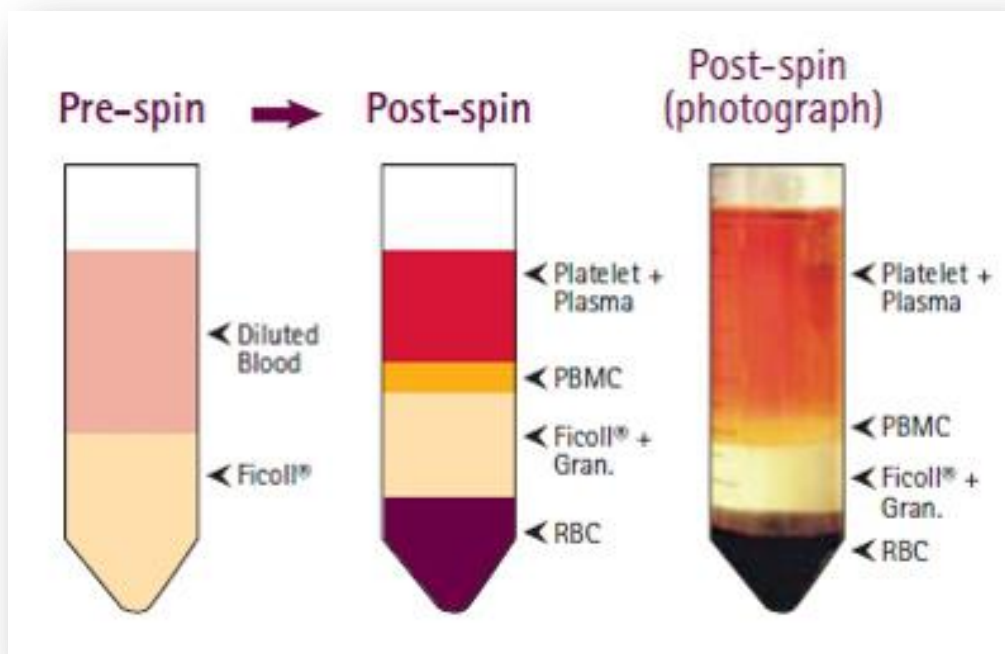 Pre-spin
Post-spin
Post-spin
(photograph)
Diluted
Blood
Ficoll®
Platelet +
Plasma
PBMC
Ficoll® +
Gran.
RBC
Platelet +
Plasma
PBMC
Ficoll® +
Gran.
RBC